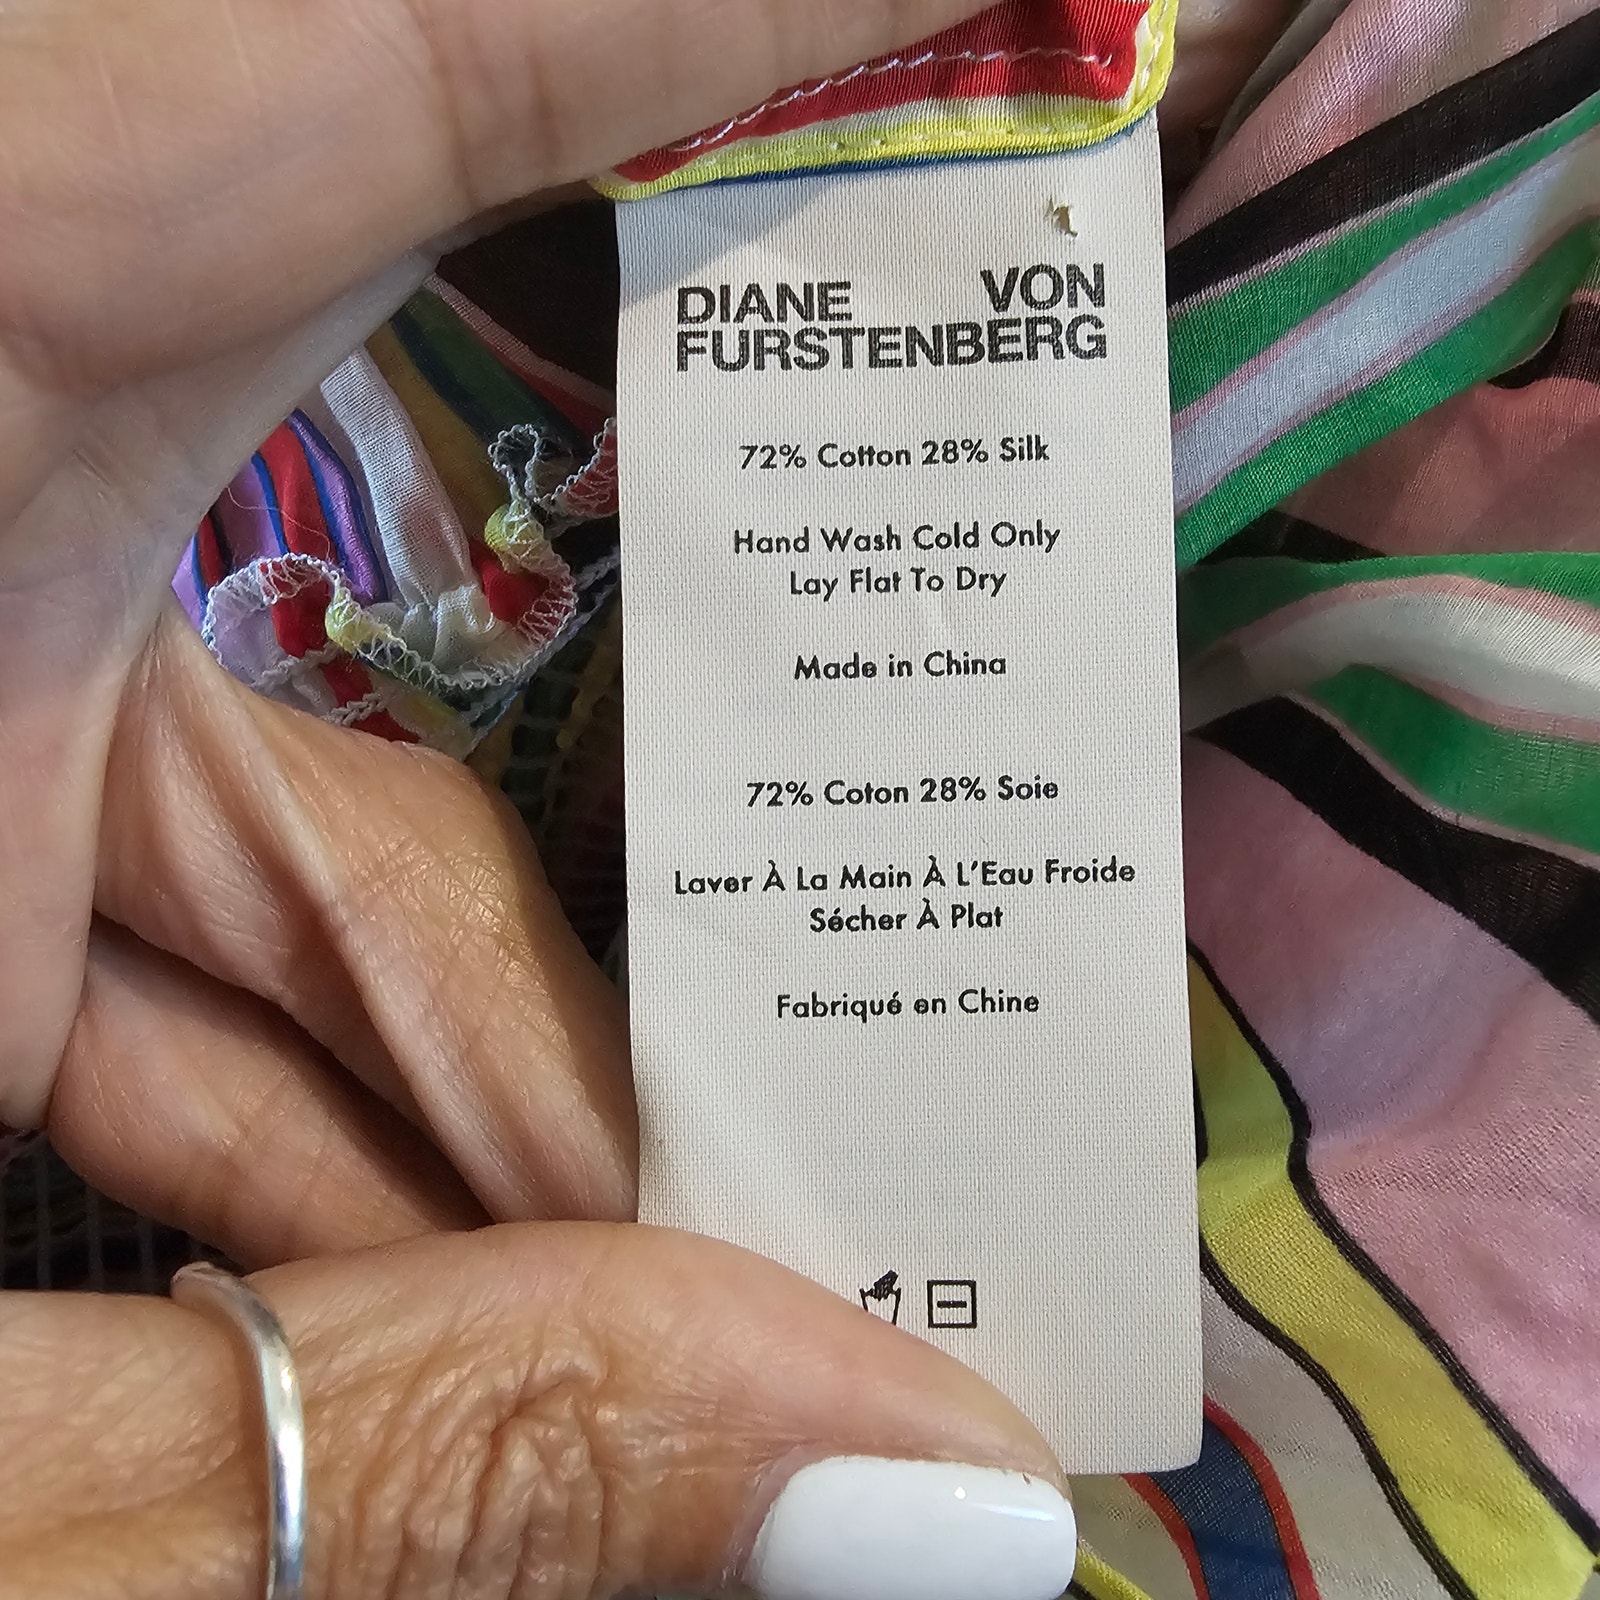 DIANE VON
FURSTENBERG
72% Cotton 28% Silk
Hand Wash Cold Only
Lay Flat To Dry
Made in China
72% Coton 28% Soie
Laver À La Main À L'Eau Froide
Sécher À Plat
Fabriqué en Chine